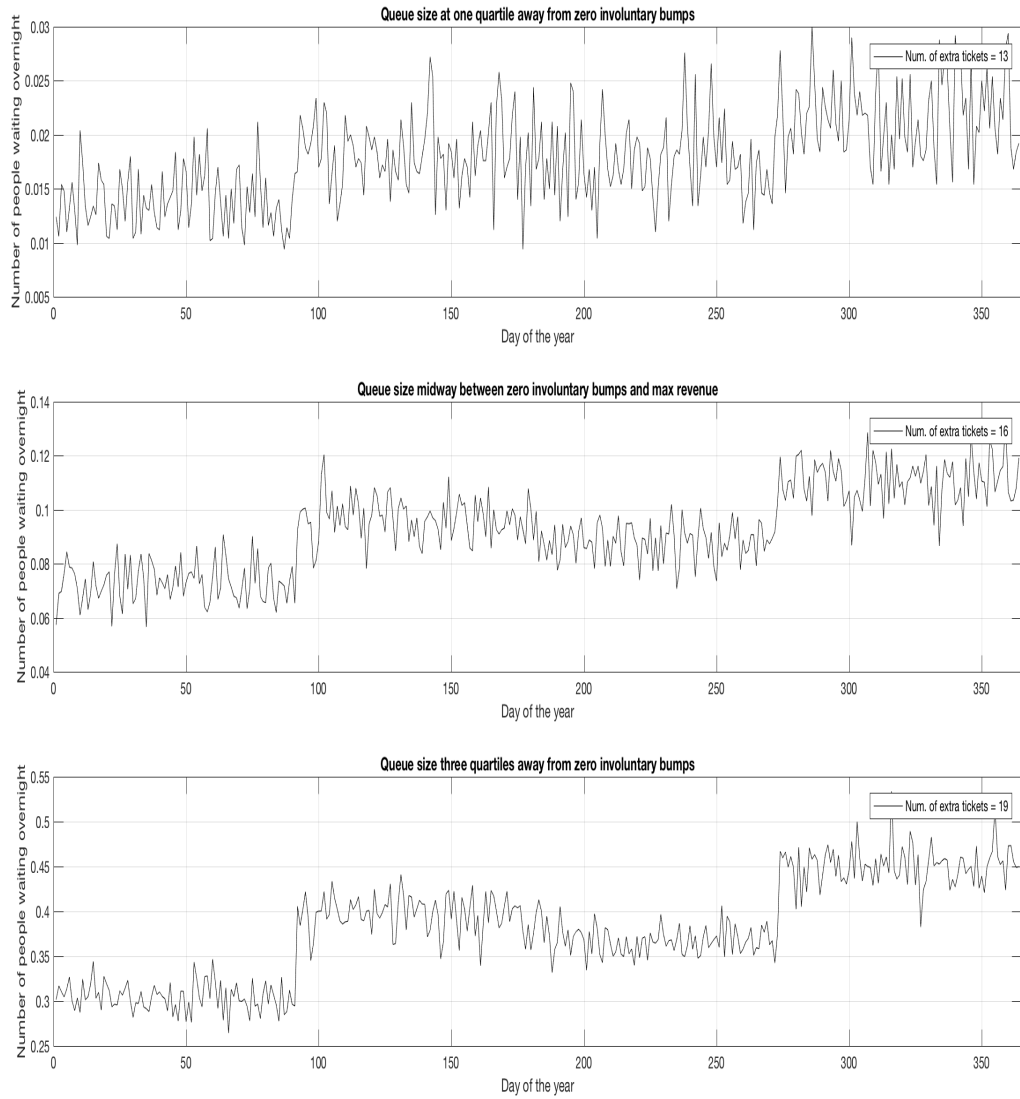 Queue size at one quartile away from zero involuntary bumps
Number of people waiting overnight
0.03
0.025
0.02
0.015
0.01
0.005
Num. of extra tickets = 13
0 50 100 150 200 250 300 350
Day of the year
Queue size midway between zero involuntary bumps and max revenue
Number of people waiting overnight
0.14
0.12
0.1
0.08
0.06
0.04
Num. of extra tickets = 16
0 50 100 150 200 250 300 350
Day of the year
Queue size three quartiles away from zero involuntary bumps
Number of people waiting overnight
0.55
0.5
0.45
0.4
0.35
0.3
0.25
Num. of extra tickets = 19
0 50 100 150 200 250 300 350
Day of the year